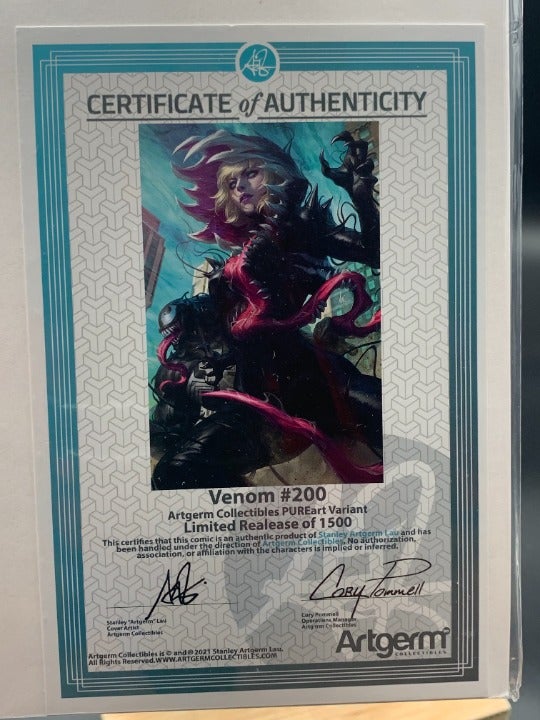 CERTIFICATE of AUTHENTICITY
Venom #200
Artgerm Collectibles PUREart Variant
Limited Realease of 1500
This certifies that this comic is an authentic product of Stanley Artgerm Lau and has
been handled under the direction of Artgerm Collectibles. No authorization,
association, or affiliation with the characters is implied or inferred.
Cory Pommell
Stanley "Artgerm" Lau
Cover Artist
Artgerm Collectibles
Cory Pommell
Operations Manager
Artgerm Collectibles
Artgerm
COLLECTIBLES
Artgerm Collectibles is © and ® 2021 Stanley Artgerm Lau.
All Rights Reserved.WWW.ARTGERMCOLLECTIBLES.COM